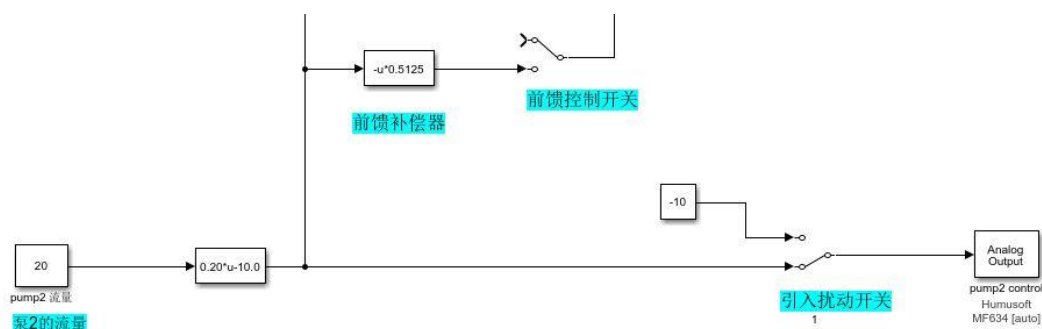 -u*0.5125
前馈控制开关
前馈补偿器
-10
20
0.20*u-10.0
Analog
Output
pump2 流量
泵2的流量
引入扰动开关
1
pump2 control
Humusoft
MF634 [auto]